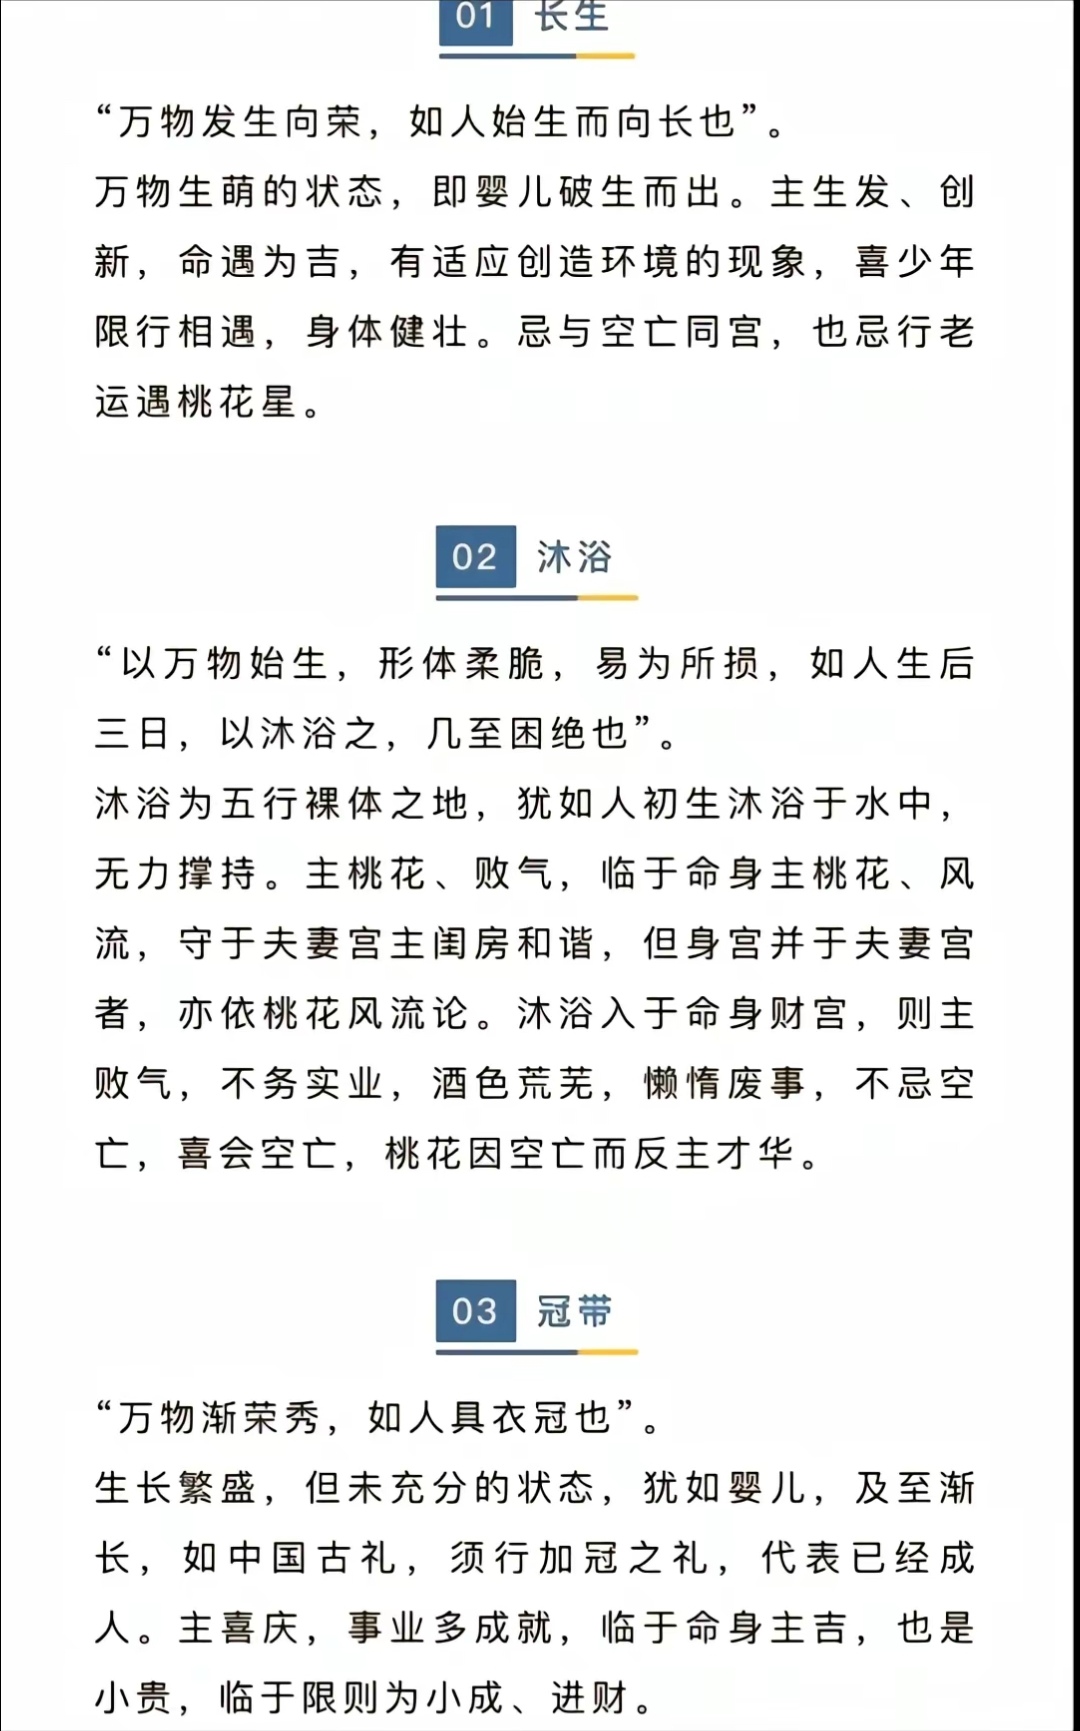 01 长生
“万物发生向荣，如人始生而向长也”。
万物生萌的状态，即婴儿破生而出。主生发、创
新，命遇为吉，有适应创造环境的现象，喜少年
限行相遇，身体健壮。忌与空亡同宫，也忌行老
运遇桃花星。
02 沐浴
“以万物始生，形体柔脆，易为所损，如人生后
三日，以沐浴之，几至困绝也”。
沐浴为五行裸体之地，犹如人初生沐浴于水中，
无力撑持。主桃花、败气，临于命身主桃花、风
流，守于夫妻宫主闺房和谐，但身宫并于夫妻宫
者，亦依桃花风流论。沐浴入于命身财宫，则主
败气，不务实业，酒色荒芜，懒惰废事，不忌空
亡，喜会空亡，桃花因空亡而反主才华。
03 冠带
“万物渐荣秀，如人具衣冠也”。
生长繁盛，但未充分的状态，犹如婴儿，及至渐
长，如中国古礼，须行加冠之礼，代表已经成
人。主喜庆，事业多成就，临于命身主吉，也是
小贵，临于限则为小成、进财。